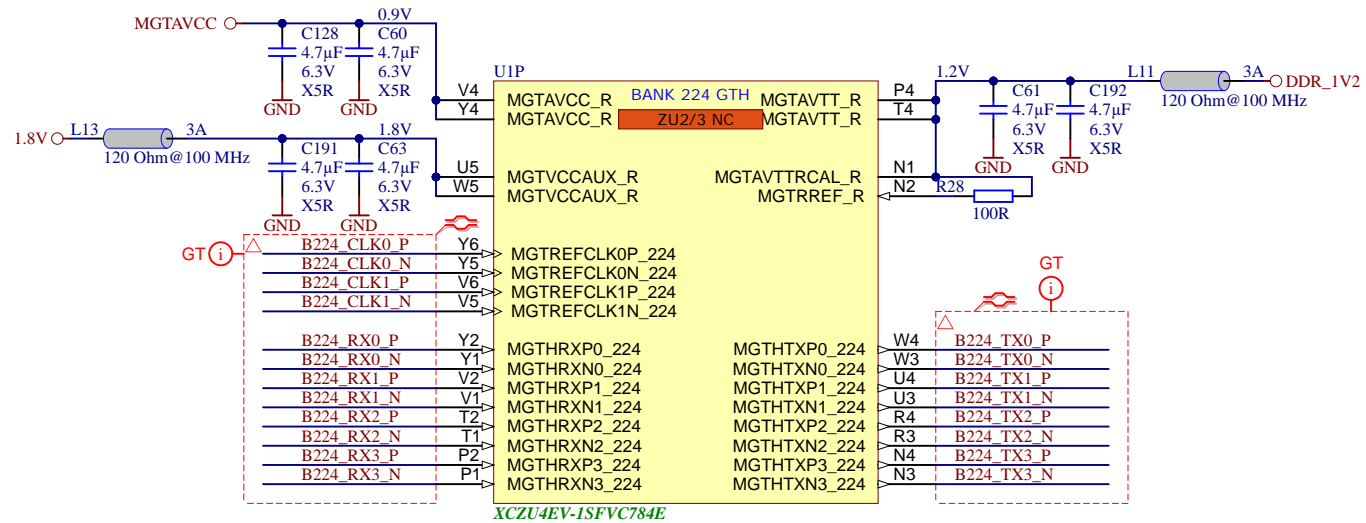 MGTAVCC
0.9V
C128
4.7µF
6.3V
X5R
GND
C60
4.7µF
6.3V
X5R
GND
1.8V
L13
3A
120 Ohm@100 MHz
1.8V
C191
4.7µF
6.3V
X5R
GND
C63
4.7µF
6.3V
X5R
GND
U1P
BANK 224 GTH
ZU2/3 NC
V4 MGTAVCC_R
Y4 MGTAVCC_R
U5 MGTVCCAUX_R
W5 MGTVCCAUX_R
MGTAVTT_R P4
MGTAVTT_R T4
MGTAVTTRCAL_R N1
MGTRREF_R N2
1.2V
C61
4.7µF
6.3V
X5R
GND
C192
4.7µF
6.3V
X5R
GND
L11
3A
DDR_1V2
120 Ohm@100 MHz
R28
100R
GT
i
B224_CLK0_P Y6 MGTREFCLK0P_224
B224_CLK0_N Y5 MGTREFCLK0N_224
B224_CLK1_P V6 MGTREFCLK1P_224
B224_CLK1_N V5 MGTREFCLK1N_224
B224_RX0_P Y2 MGTHRXP0_224
B224_RX0_N Y1 MGTHRXN0_224
B224_RX1_P V2 MGTHRXP1_224
B224_RX1_N V1 MGTHRXN1_224
B224_RX2_P T2 MGTHRXP2_224
B224_RX2_N T1 MGTHRXN2_224
B224_RX3_P P2 MGTHRXP3_224
B224_RX3_N P1 MGTHRXN3_224
GT
i
MGTHTXP0_224 W4 B224_TX0_P
MGTHTXN0_224 W3 B224_TX0_N
MGTHTXP1_224 U4 B224_TX1_P
MGTHTXN1_224 U3 B224_TX1_N
MGTHTXP2_224 R4 B224_TX2_P
MGTHTXN2_224 R3 B224_TX2_N
MGTHTXP3_224 N4 B224_TX3_P
MGTHTXN3_224 N3 B224_TX3_N
XCZU4EV-1SFVC784E